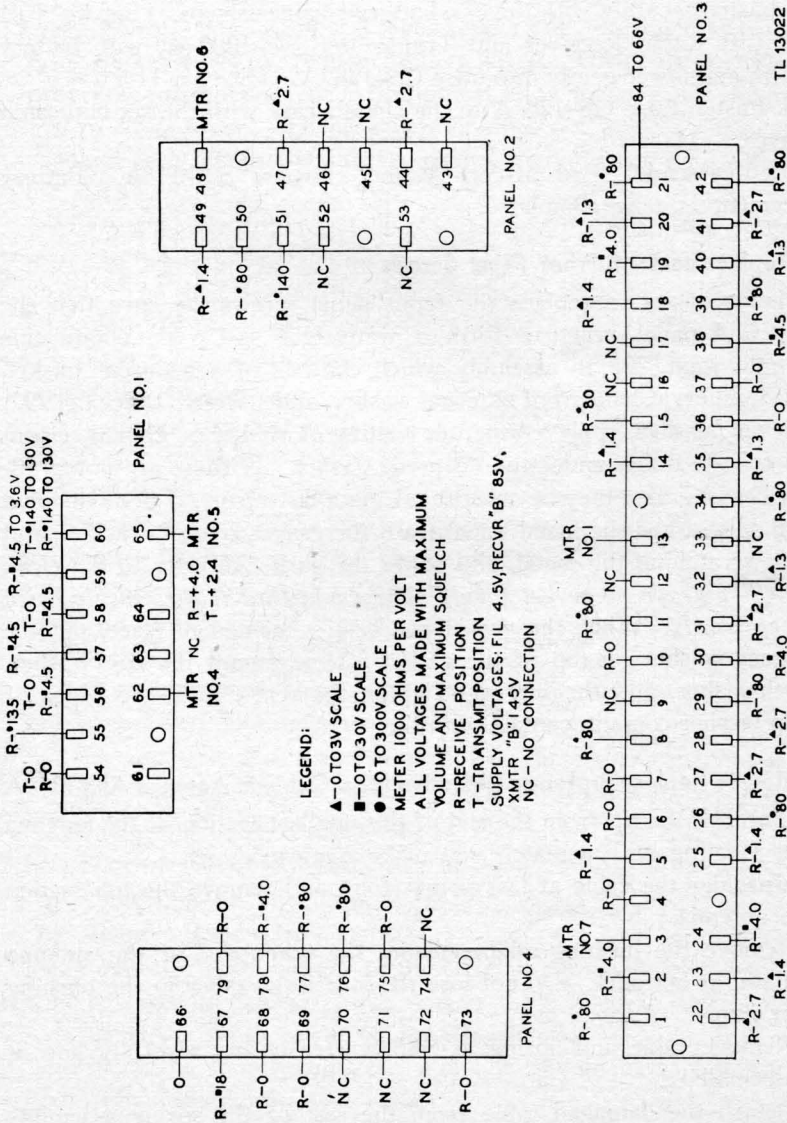 R-■4.5 TO 3.6V
R-●135 R-■4.5 T-●140 TO 130V
T-O T-O T-O R-●140 TO 130V
R-O R-■4.5 R-■4.5
54 55 56 57 58 59 60
PANEL NO.1
61 62 63 64 65
MTR NO.4 NC R-+4.0 T-+2.4 MTR NO.5
R-▲1.4 49 48 MTR NO.6
R-●80 50
R-●140 51 47 R-▲2.7
NC 52 46 NC
45 NC
NC 53 44 R-▲2.7
43 NC
PANEL NO.2
LEGEND:
▲-0 TO 3V SCALE
■-0 TO 30V SCALE
●-0 TO 300V SCALE
METER 1000 OHMS PER VOLT
ALL VOLTAGES MADE WITH MAXIMUM
VOLUME AND MAXIMUM SQUELCH
R-RECEIVE POSITION
T-TRANSMIT POSITION
SUPPLY VOLTAGES: FIL 4.5V, RECVR "B" 85V,
XMTR "B" 145V
NC-NO CONNECTION
O 66
R-■18 67 79 R-O
R-O 68 78 R-■4.0
R-O 69 77 R-●80
NC 70 76 R-●80
NC 71 75 R-O
NC 72 74 NC
R-O 73
PANEL NO.4
R-●80 R-■4.0 MTR NO.7 R-▲1.4 R-O R-O R-▲80 NC R-O R-●80 NC MTR NO.1 R-▲1.4 R-●80 NC NC R-▲1.4 R-■4.0 R-▲1.3 R-●80
84 TO 66V
1 2 3 4 5 6 7 8 9 10 11 12 13 14 15 16 17 18 19 20 21
22 23 24 25 26 27 28 29 30 31 32 33 34 35 36 37 38 39 40 41 42
R-▲2.7 R-▲1.4 R-■4.0 R-▲1.4 R-●80 R-▲2.7 R-▲2.7 R-●80 R-■4.0 R-▲2.7 R-▲1.3 NC R-●80 R-▲1.3 R-O R-O R-■4.5 R-●80 R-▲1.3 R-▲2.7 R-●80
PANEL NO.3
TL 13022